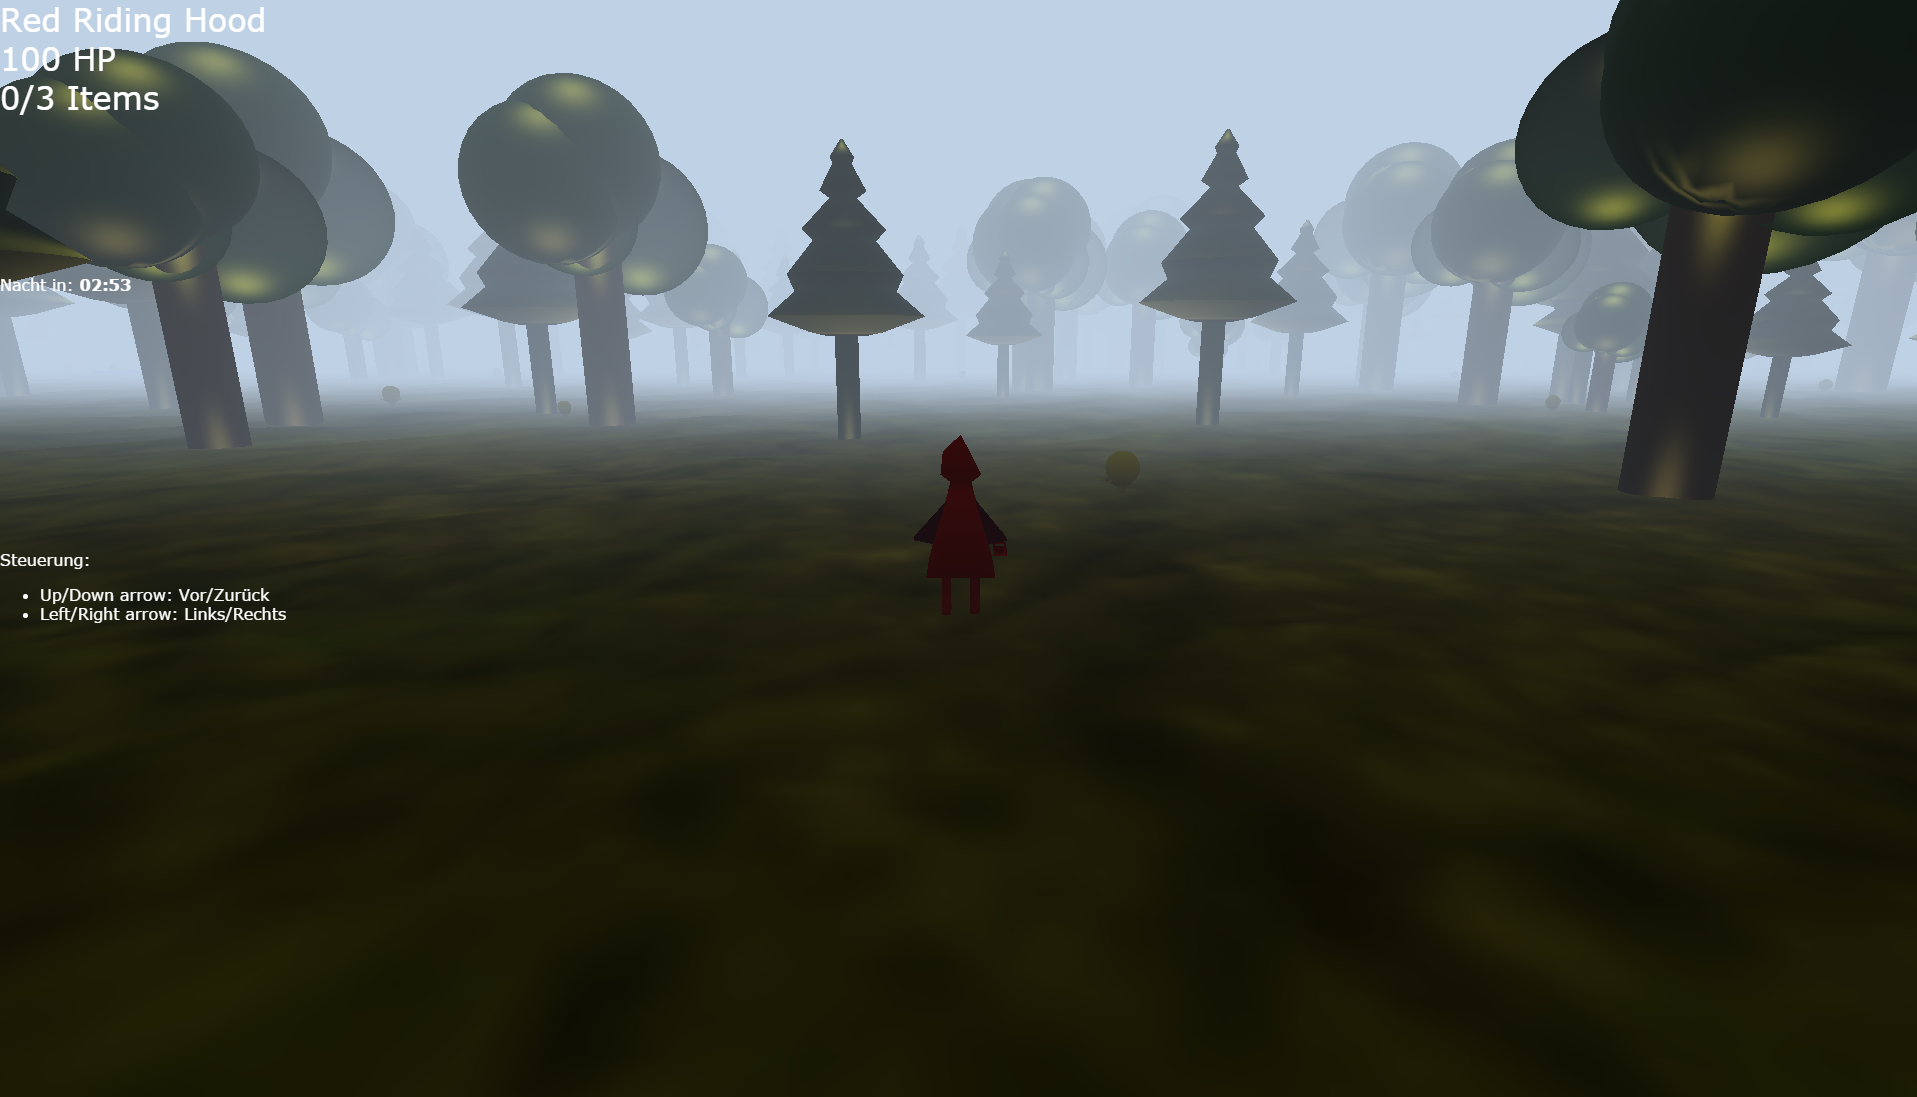 Red Riding Hood
100 HP
0/3 Items
Nacht in: 02:53
Steuerung:
Up/Down arrow: Vor/Zurück
Left/Right arrow: Links/Rechts